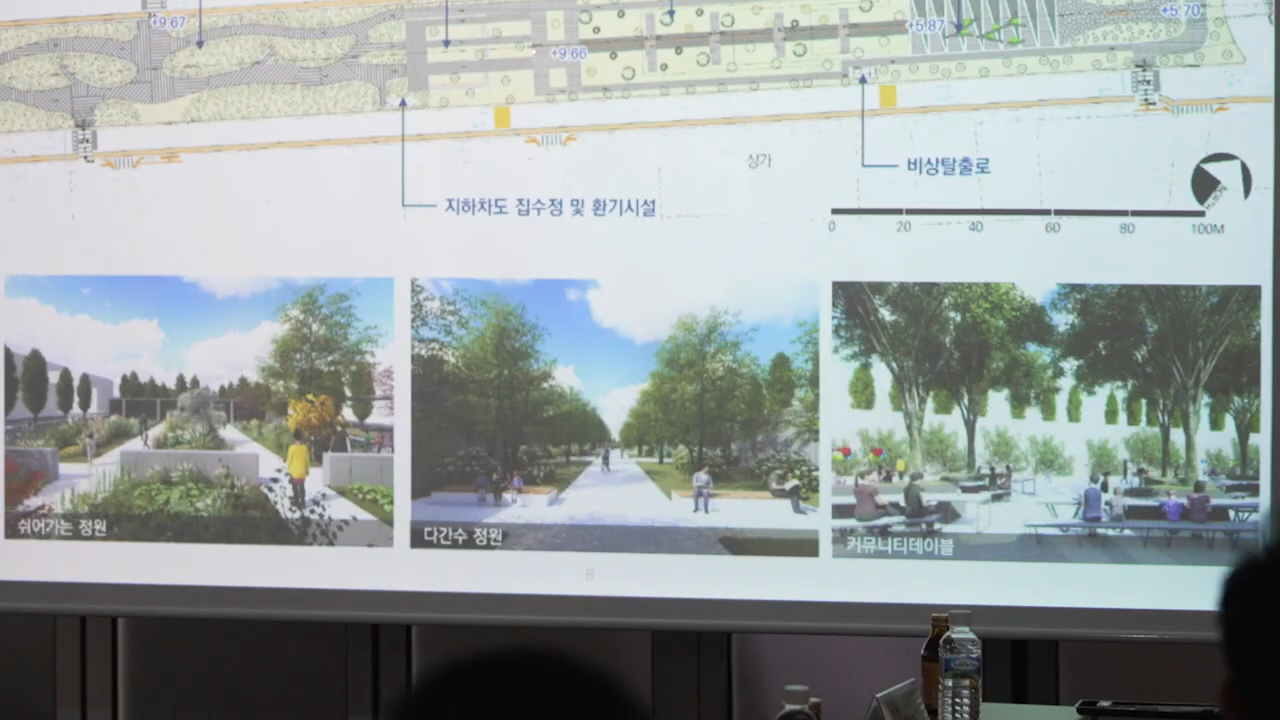 +9.67
+9.66
+5.87
+5.70
상가
비상탈출로
지하차도 집수정 및 환기시설
NORTH
0 20 40 60 80 100M
쉬어가는 정원
다간수 정원
커뮤니티테이블
8